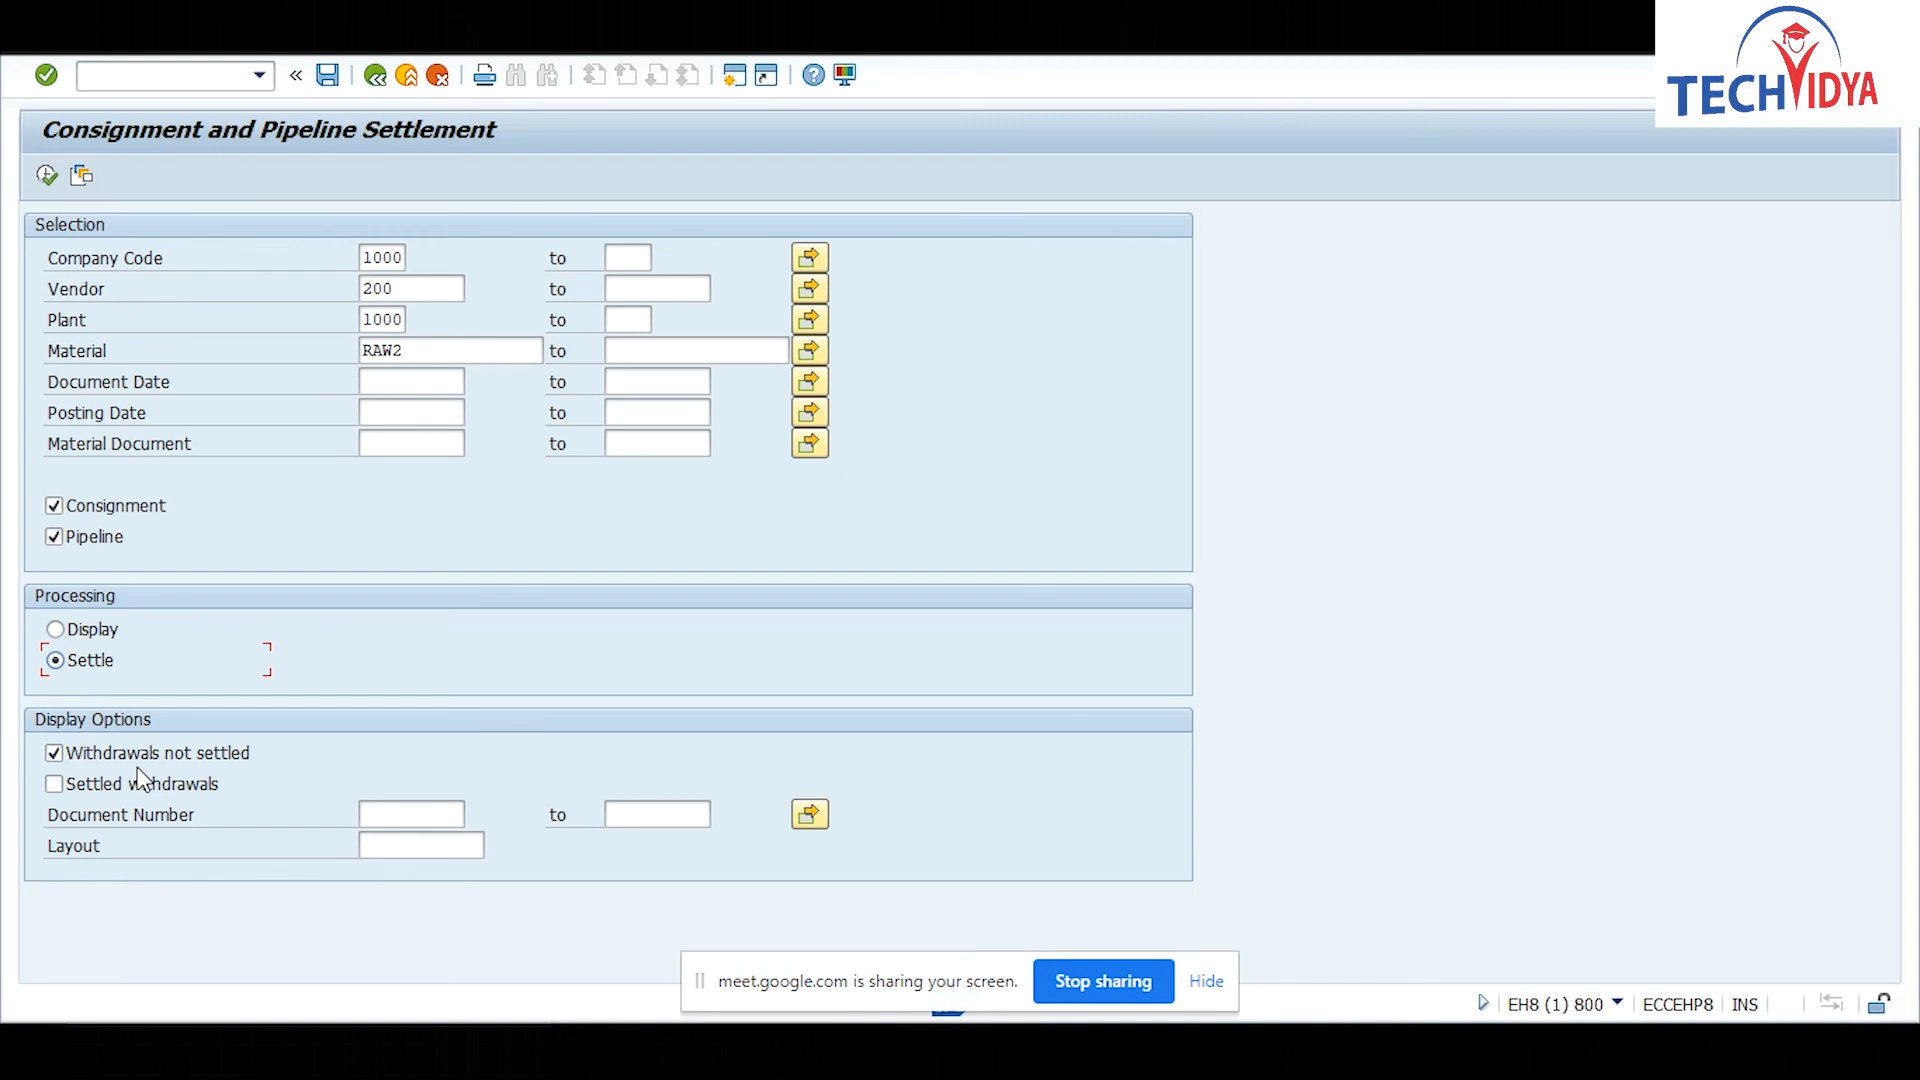 TECHVIDYA
Consignment and Pipeline Settlement
Selection
Company Code 1000 to
Vendor 200 to
Plant 1000 to
Material RAW2 to
Document Date to
Posting Date to
Material Document to
Consignment
Pipeline
Processing
Display
Settle
Display Options
Withdrawals not settled
Settled withdrawals
Document Number to
Layout
meet.google.com is sharing your screen. Stop sharing Hide
EH8 (1) 800 ECCEHP8 INS